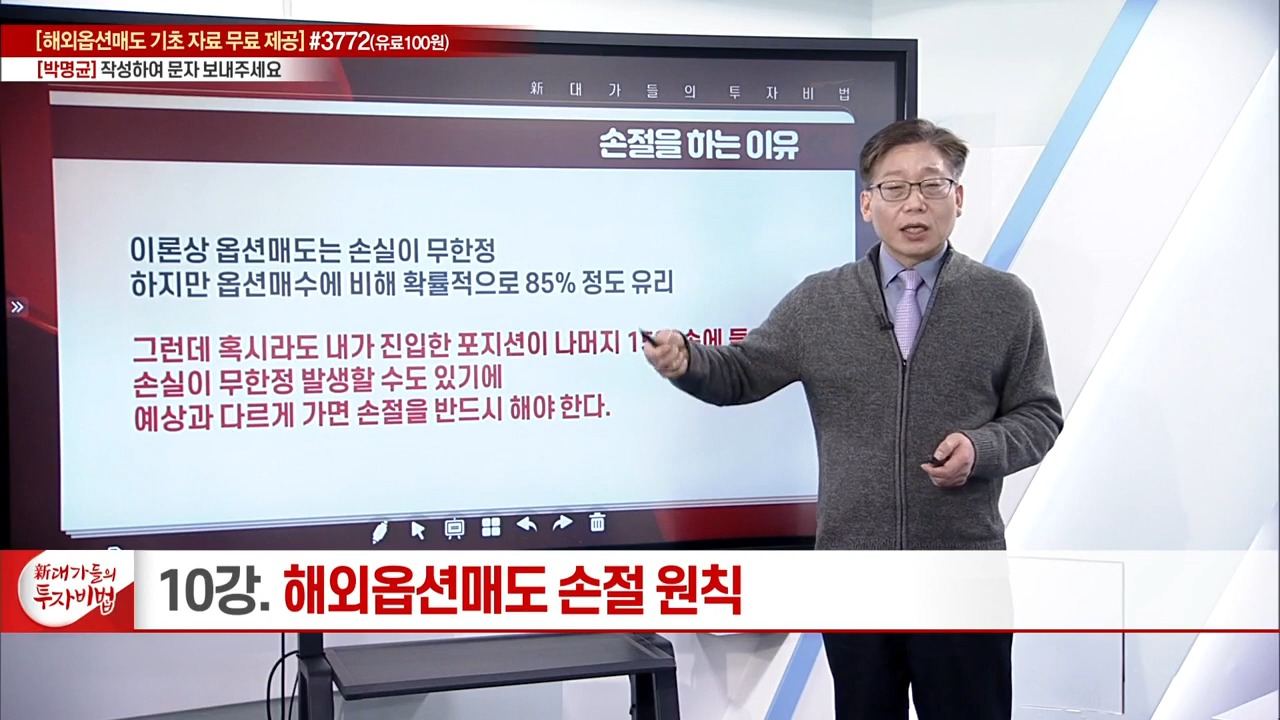 [해외옵션매도 기초 자료 무료 제공] #3772(유료100원)
[박명균] 작성하여 문자 보내주세요
新 대가들의 투자비법
손절을 하는 이유
이론상 옵션매도는 손실이 무한정
하지만 옵션매수에 비해 확률적으로 85% 정도 유리
그런데 혹시라도 내가 진입한 포지션이 나머지
손실이 무한정 발생할 수도 있기에
예상과 다르게 가면 손절을 반드시 해야 한다.
新대가들의
투자비법
10강. 해외옵션매도 손절 원칙